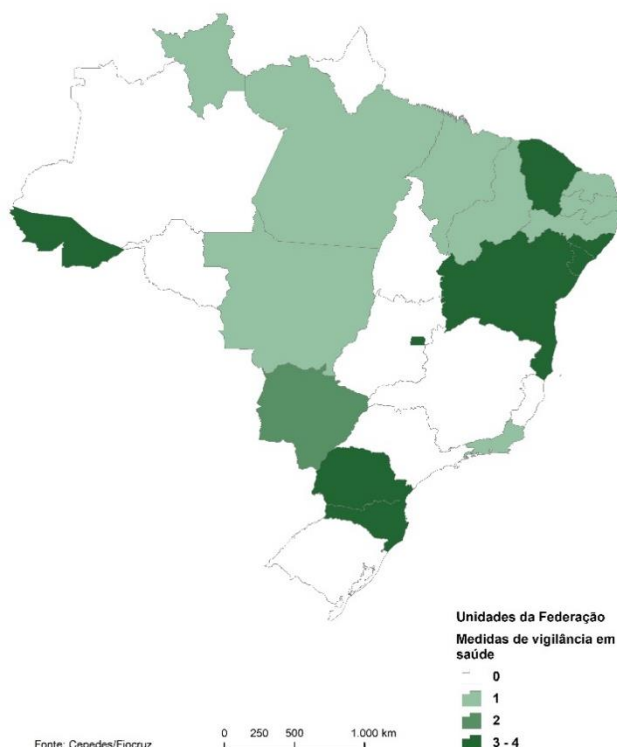 Unidades da Federação
Medidas de vigilância em
saúde
0
1
2
3 - 4
0 250 500 1.000 km
Fonte: Cepedes/Fiocruz